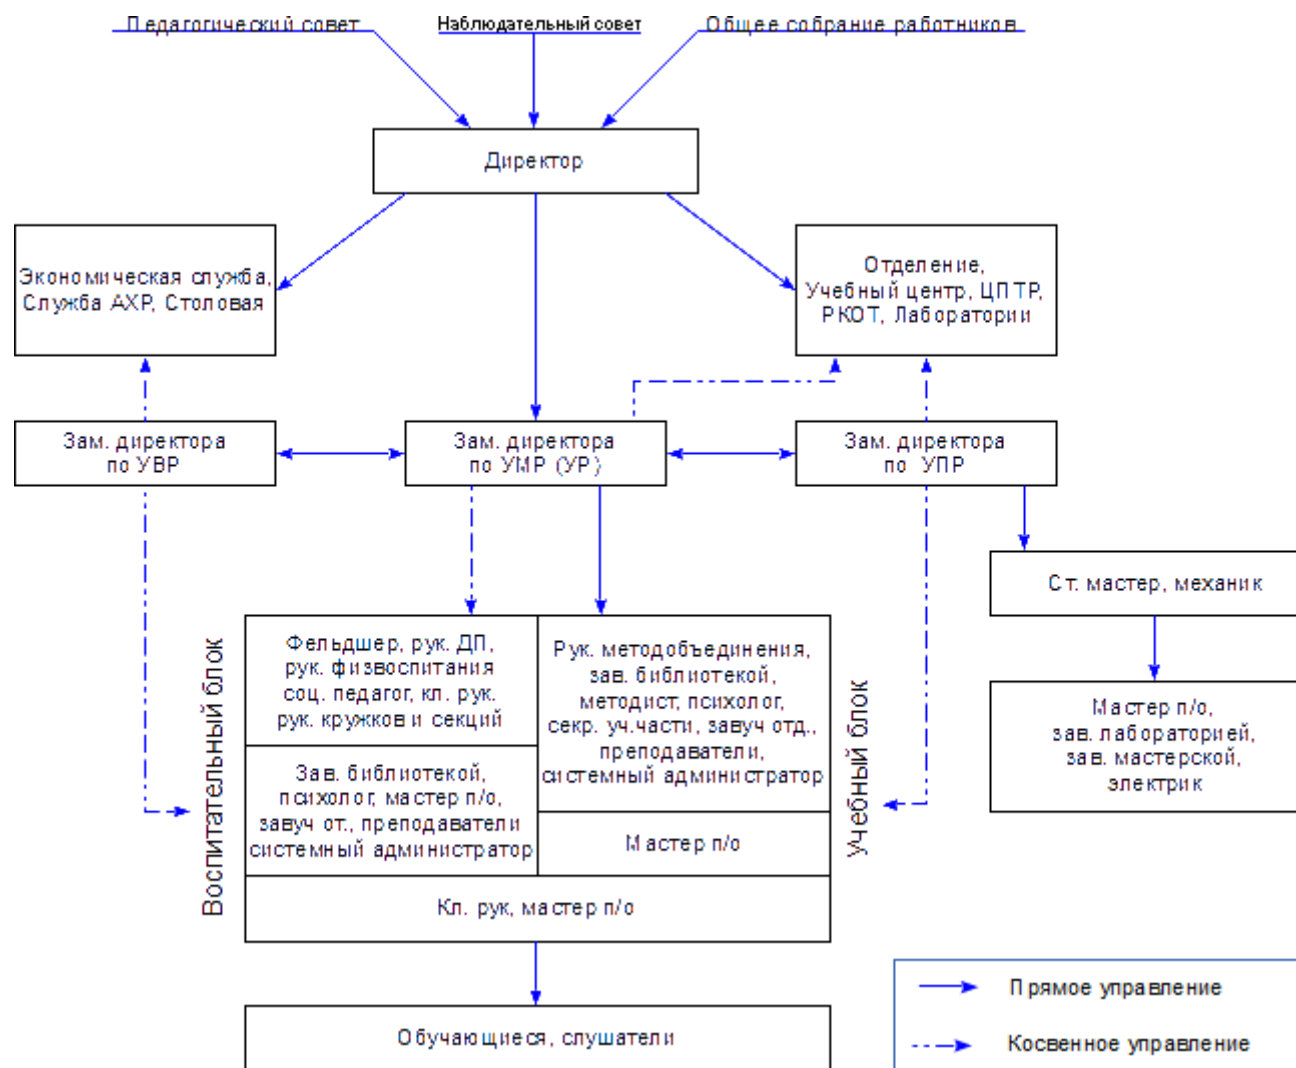 Педагогический совет
Наблюдательный совет
Общее собрание работников
Директор
Экономическая служба,
Служба АХР, Столовая
Отделение,
Учебный центр, ЦПТР,
РКОТ, Лаборатории
Зам. директора
по УВР
Зам. директора
по УМР (УР)
Зам. директора
по УПР
Ст. мастер, механик
Мастер п/о,
зав. лабораторией,
зав. мастерской,
электрик
Воспитательный блок
Фельдшер, рук. ДП,
рук. физвоспитания
соц. педагог, кл. рук.
рук. кружков и секций
Зав. библиотекой,
психолог, мастер п/о,
завуч от., преподаватели
системный администратор
Рук. методобъединения,
зав. библиотекой,
методист, психолог,
секр. уч.части, завуч отд.,
преподаватели,
системный администратор
Мастер п/о
Учебный блок
Кл. рук, мастер п/о
Обучающиеся, слушатели
Прямое управление
Косвенное управление